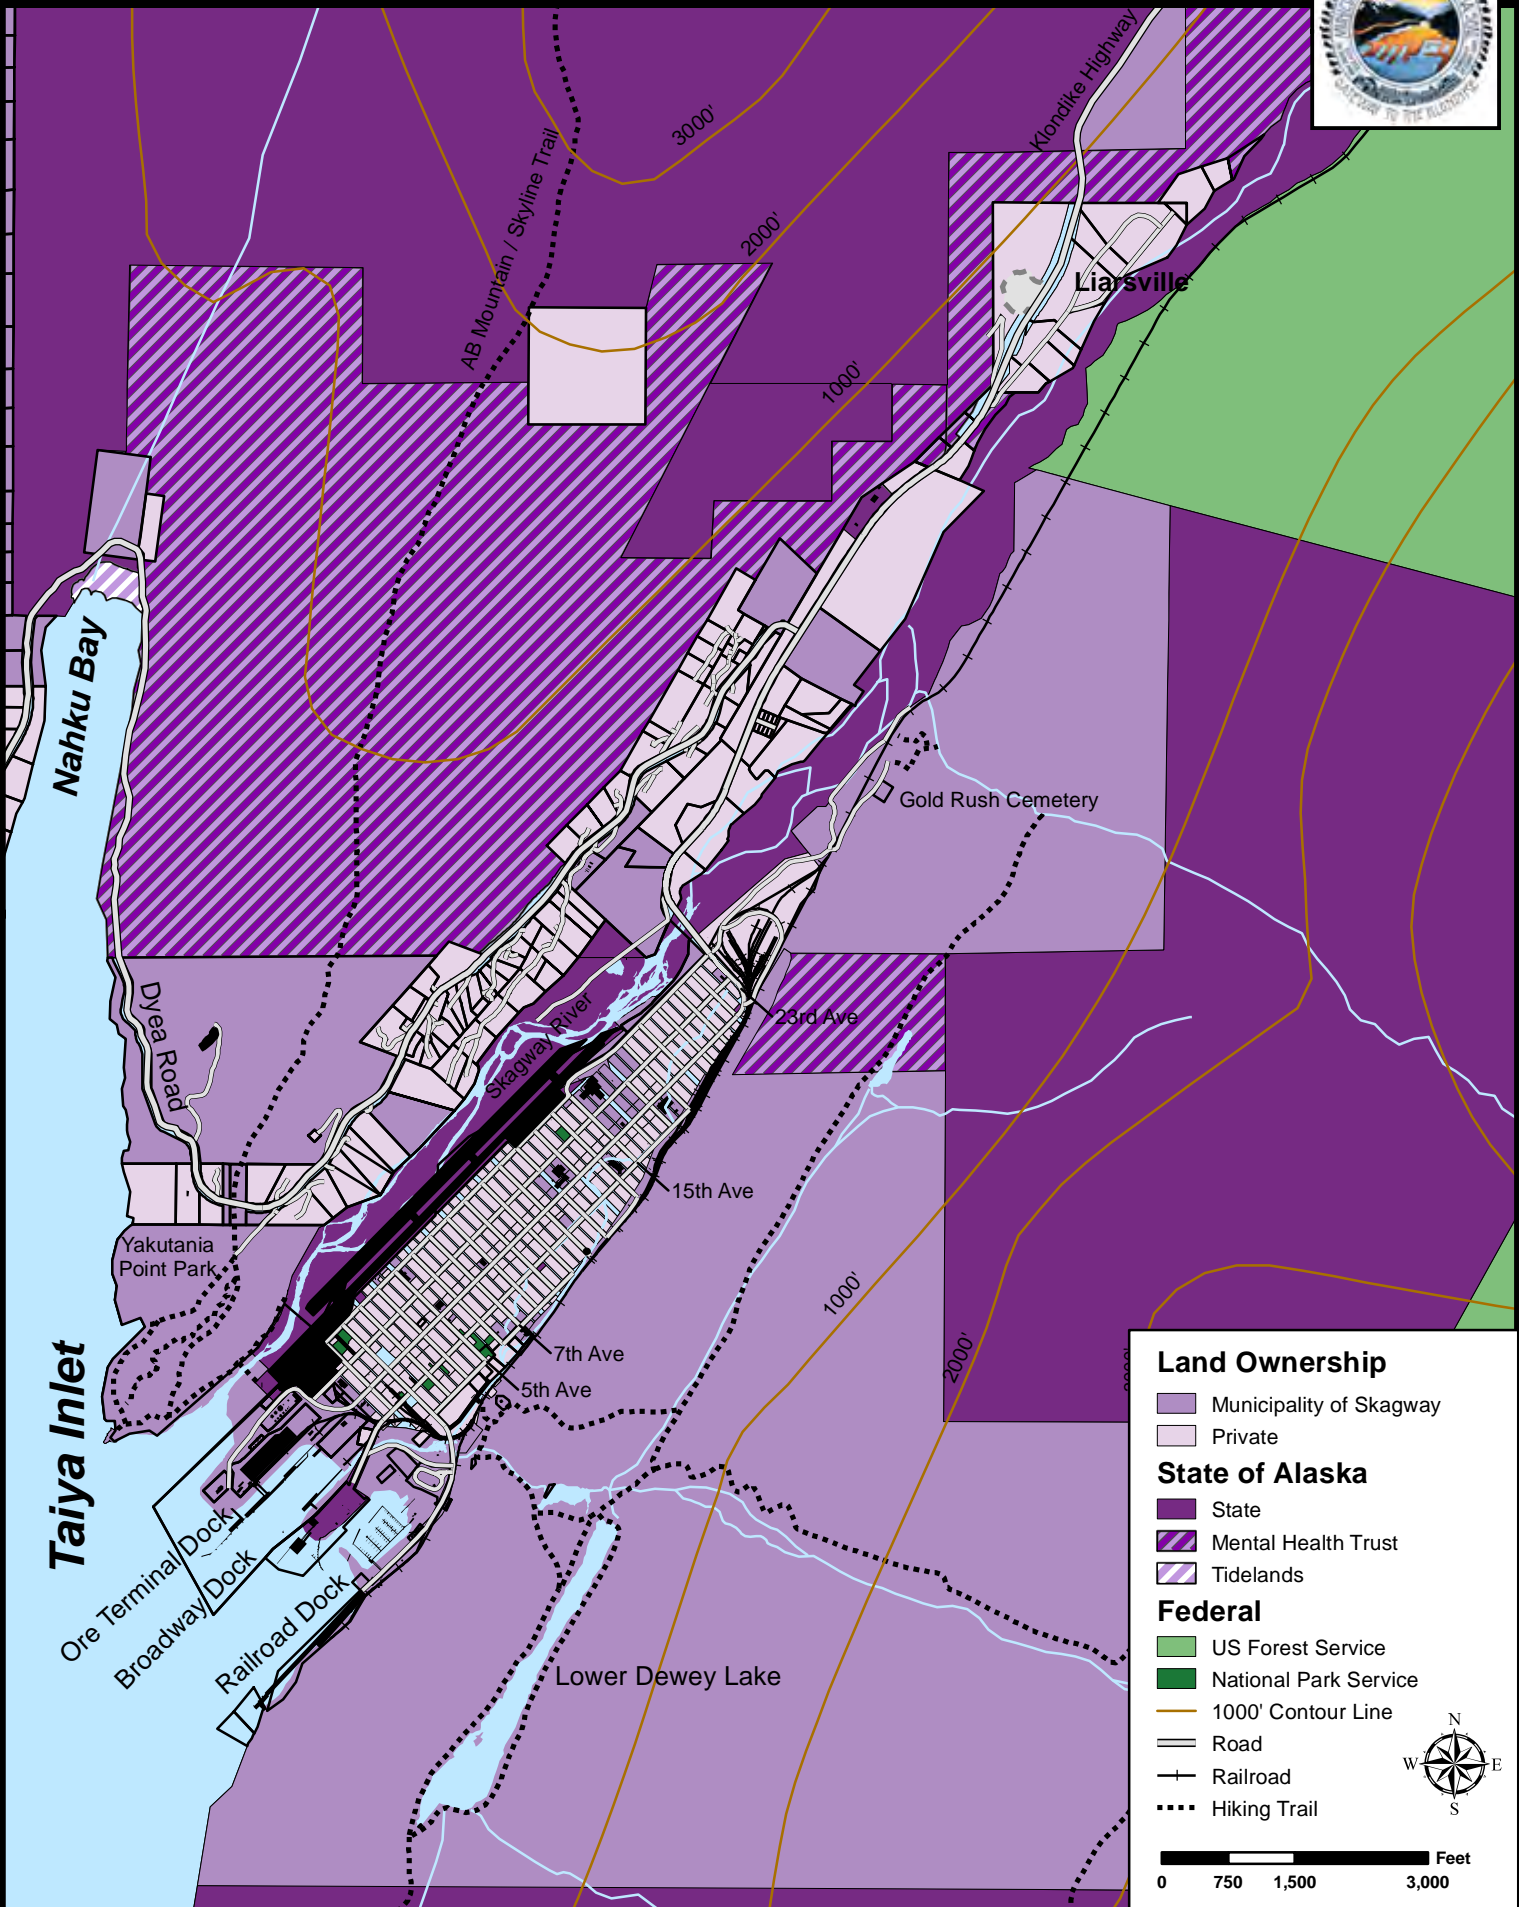 Klondike Highway
3000'
AB Mountain / Skyline Trail
2000'
Liarsville
1000'
Nahku Bay
Gold Rush Cemetery
Dyea Road
Skagway River
23rd Ave
15th Ave
Yakutania
Point Park
1000'
2000'
7th Ave
5th Ave
Taiya Inlet
Ore Terminal Dock
Broadway Dock
Railroad Dock
Lower Dewey Lake
Land Ownership
Municipality of Skagway
Private
State of Alaska
State
Mental Health Trust
Tidelands
Federal
US Forest Service
National Park Service
1000' Contour Line
Road
Railroad
Hiking Trail
N
W E
S
Feet
0 750 1,500 3,000